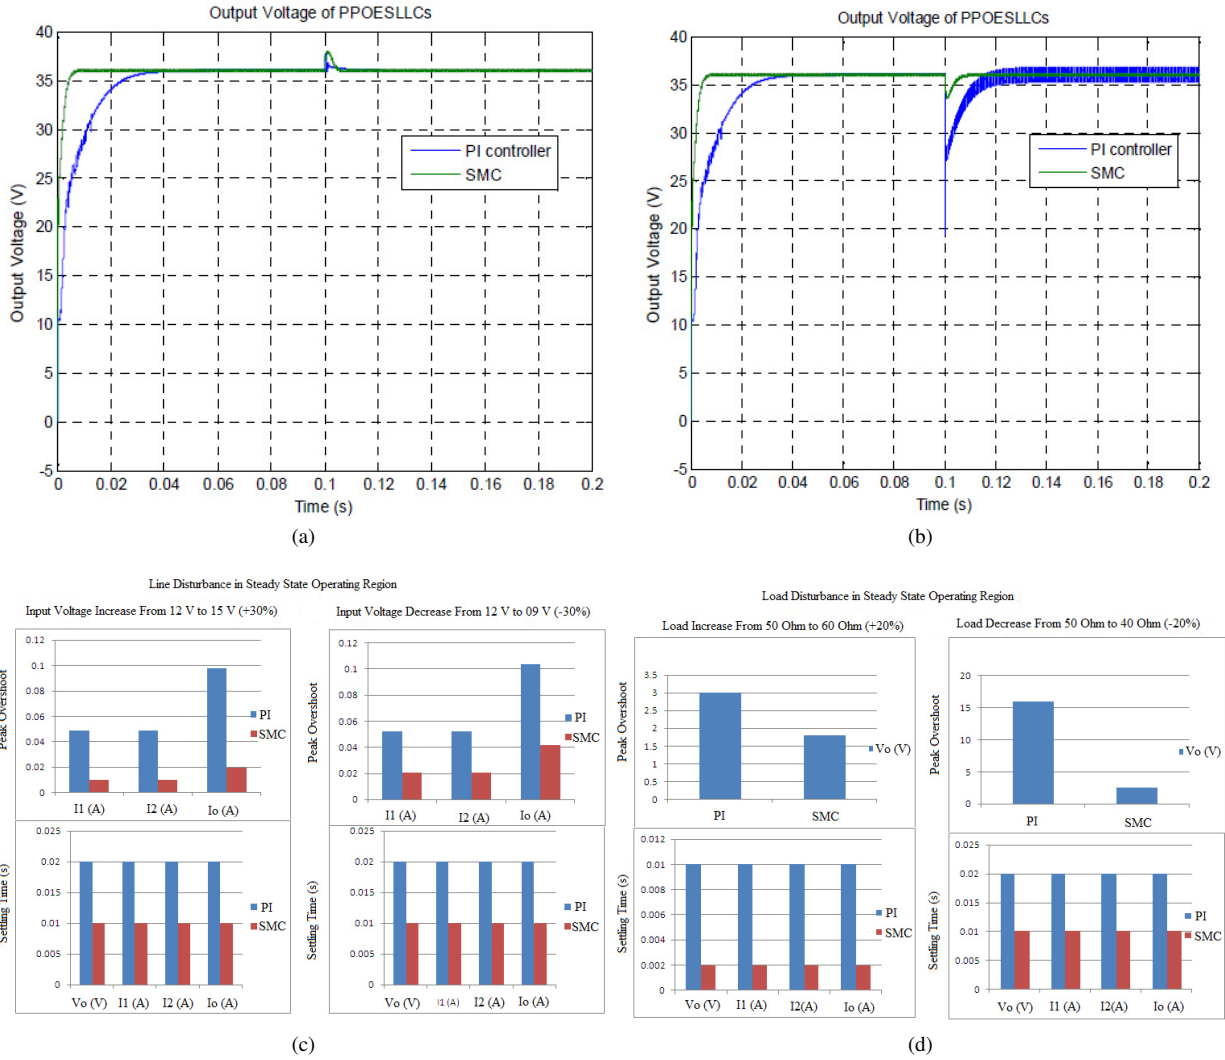 Output Voltage of PPOESLLCs
40
35
30
25
20
15
10
5
0
-5
Output Voltage (V)
PI controller
SMC
0 0.02 0.04 0.06 0.08 0.1 0.12 0.14 0.16 0.18 0.2
Time (s)
(a)
Output Voltage of PPOESLLCs
40
35
30
25
20
15
10
5
0
-5
Output Voltage (V)
PI controller
SMC
0 0.02 0.04 0.06 0.08 0.1 0.12 0.14 0.16 0.18 0.2
Time (s)
(b)
Line Disturbance in Steady State Operating Region
Input Voltage Increase From 12 V to 15 V (+30%)
0.12
0.1
0.08
0.06
0.04
0.02
0
Peak Overshoot
PI
SMC
I1 (A) I2 (A) Io (A)
0.025
0.02
0.015
0.01
0.005
0
Settling Time (s)
PI
SMC
Vo (V) I1 (A) I2 (A) Io (A)
Input Voltage Decrease From 12 V to 09 V (-30%)
0.12
0.1
0.08
0.06
0.04
0.02
0
Peak Overshoot
PI
SMC
I1 (A) I2 (A) Io (A)
0.025
0.02
0.015
0.01
0.005
0
Settling Time (s)
PI
SMC
Vo (V) I1 (A) I2 (A) Io (A)
(c)
Load Disturbance in Steady State Operating Region
Load Increase From 50 Ohm to 60 Ohm (+20%)
3.5
3
2.5
2
1.5
1
0.5
0
Peak Overshoot
Vo (V)
PI SMC
0.012
0.01
0.008
0.006
0.004
0.002
0
Settling Time (s)
PI
SMC
Vo (V) I1 (A) I2(A) Io (A)
Load Decrease From 50 Ohm to 40 Ohm (-20%)
20
15
10
5
0
Peak Overshoot
Vo (V)
PI SMC
0.025
0.02
0.015
0.01
0.005
0
Settling Time (s)
PI
SMC
Vo (V) I1 (A) I2 (A) Io (A)
(d)